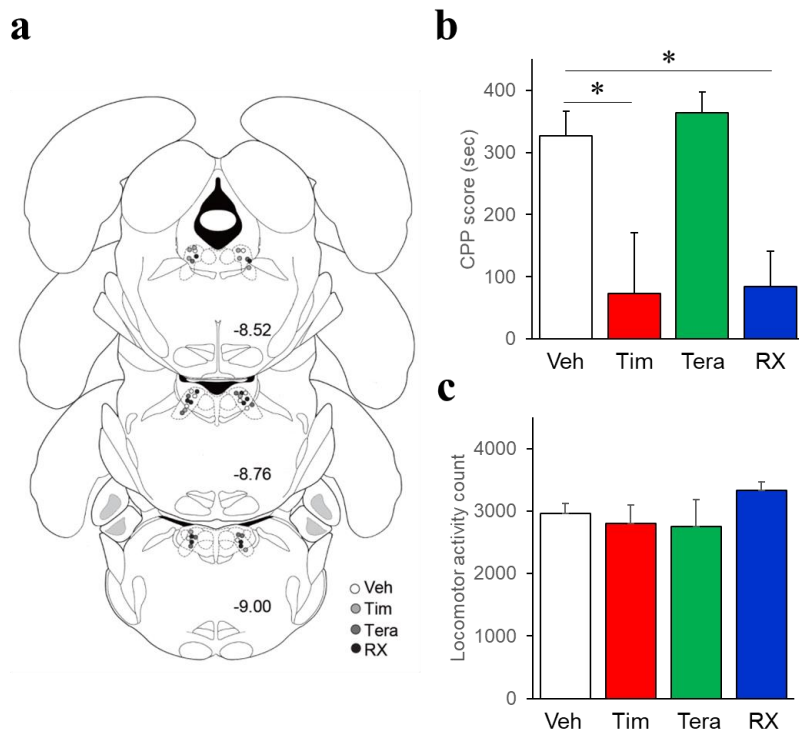 a
-8.52
-8.76
-9.00
Veh
Tim
Tera
RX
b
CPP score (sec)
400
300
200
100
0
*
*
Veh Tim Tera RX
c
Locomotor activity count
4000
3000
2000
1000
0
Veh Tim Tera RX